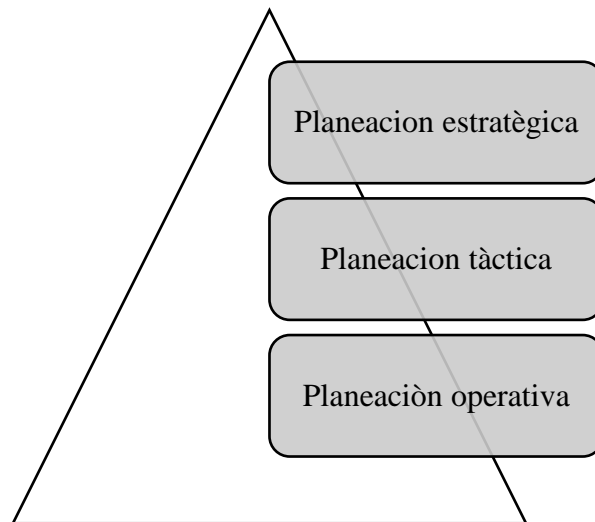 Planeacion estratègica
Planeacion tàctica
Planeaciòn operativa